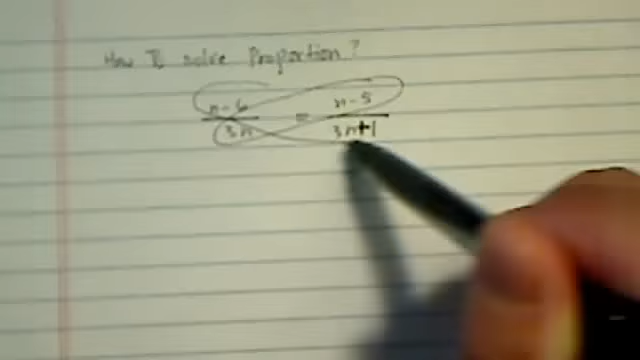 How To solve Proportion?
n-6 = n-5
3n 3n+1